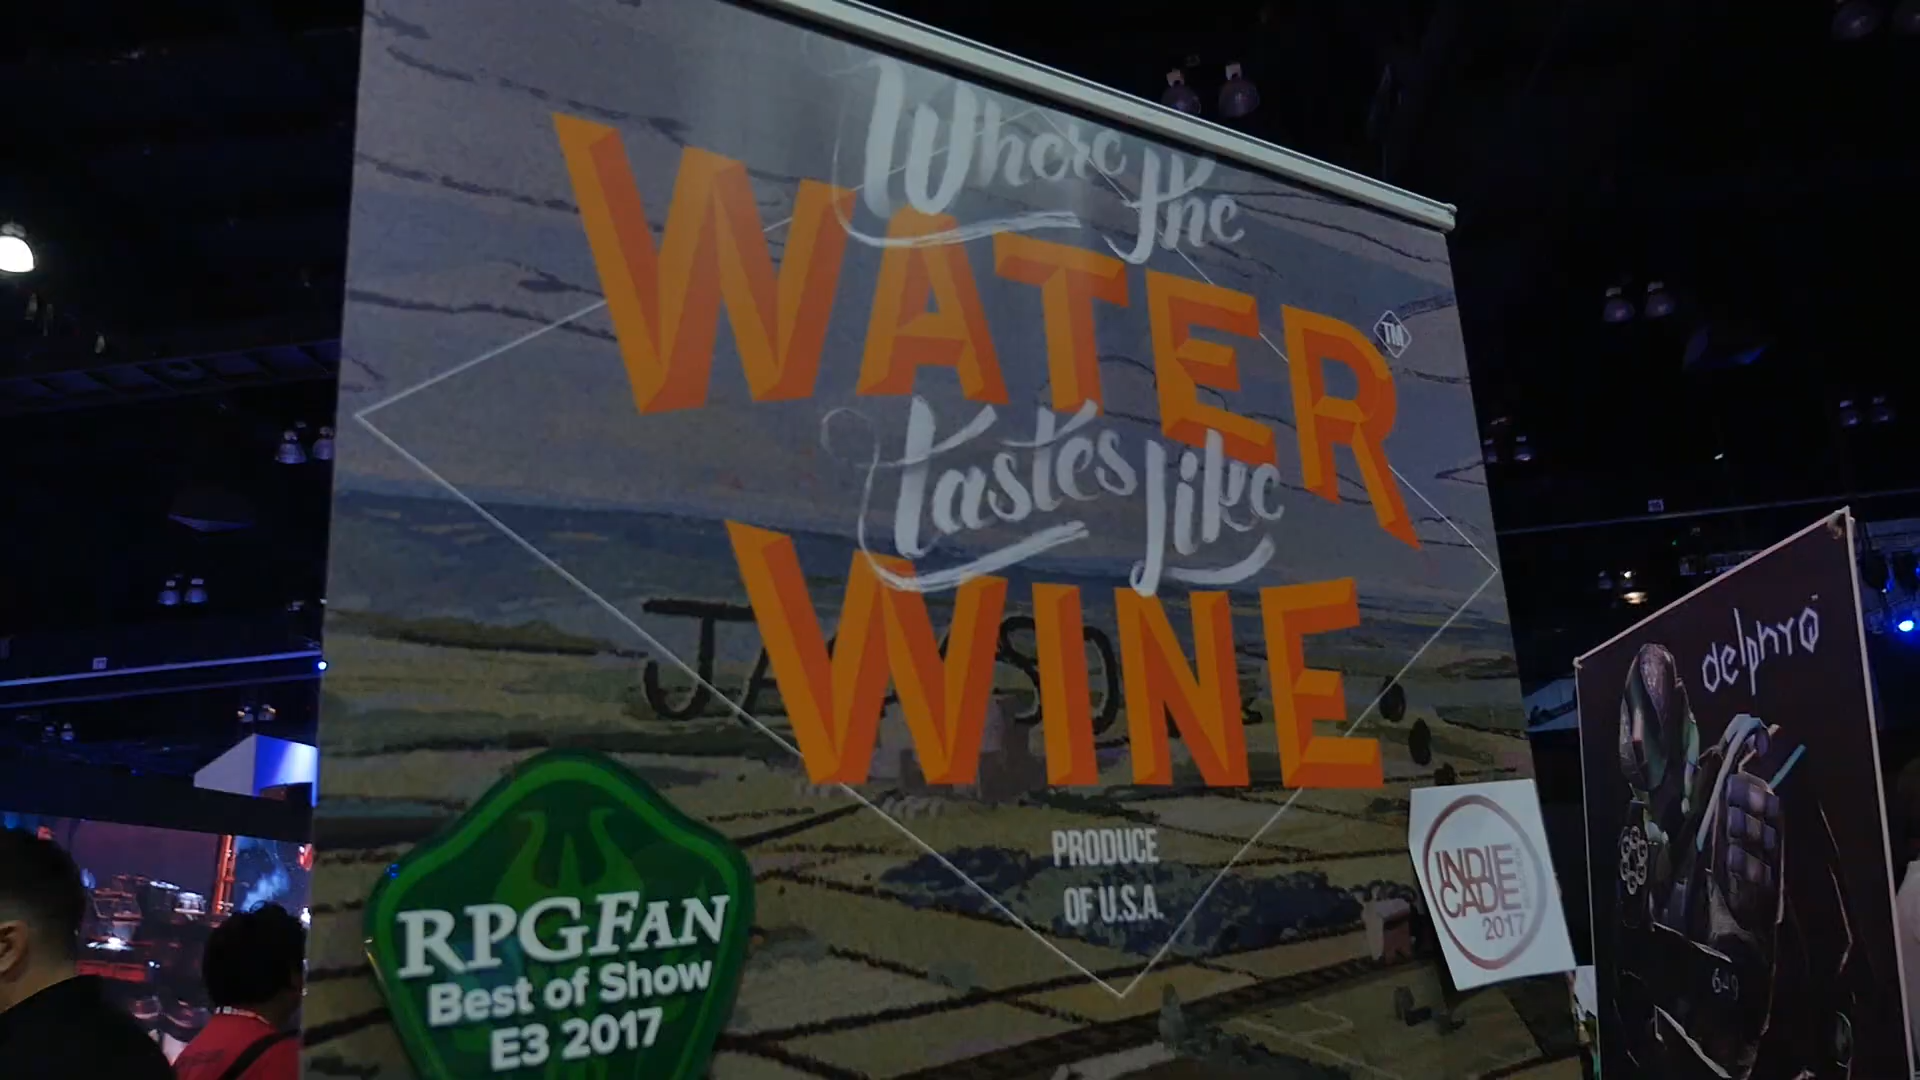 Where the
WATER
TM
tastes like
WINE
PRODUCE
OF U.S.A.
RPGFAN
Best of Show
E3 2017
INDIE
CADE
2017
delphyq
649